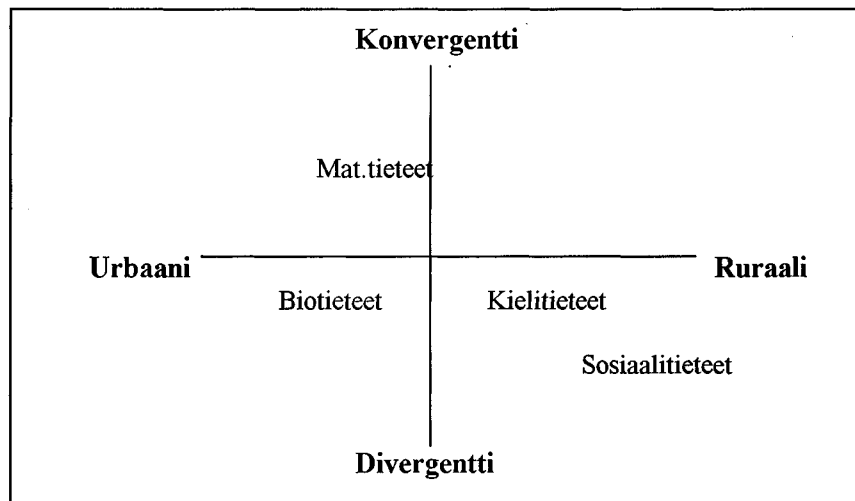 Konvergentti
Mat.tieteet
Urbaani
Ruraali
Biotieteet
Kielitieteet
Sosiaalitieteet
Divergentti